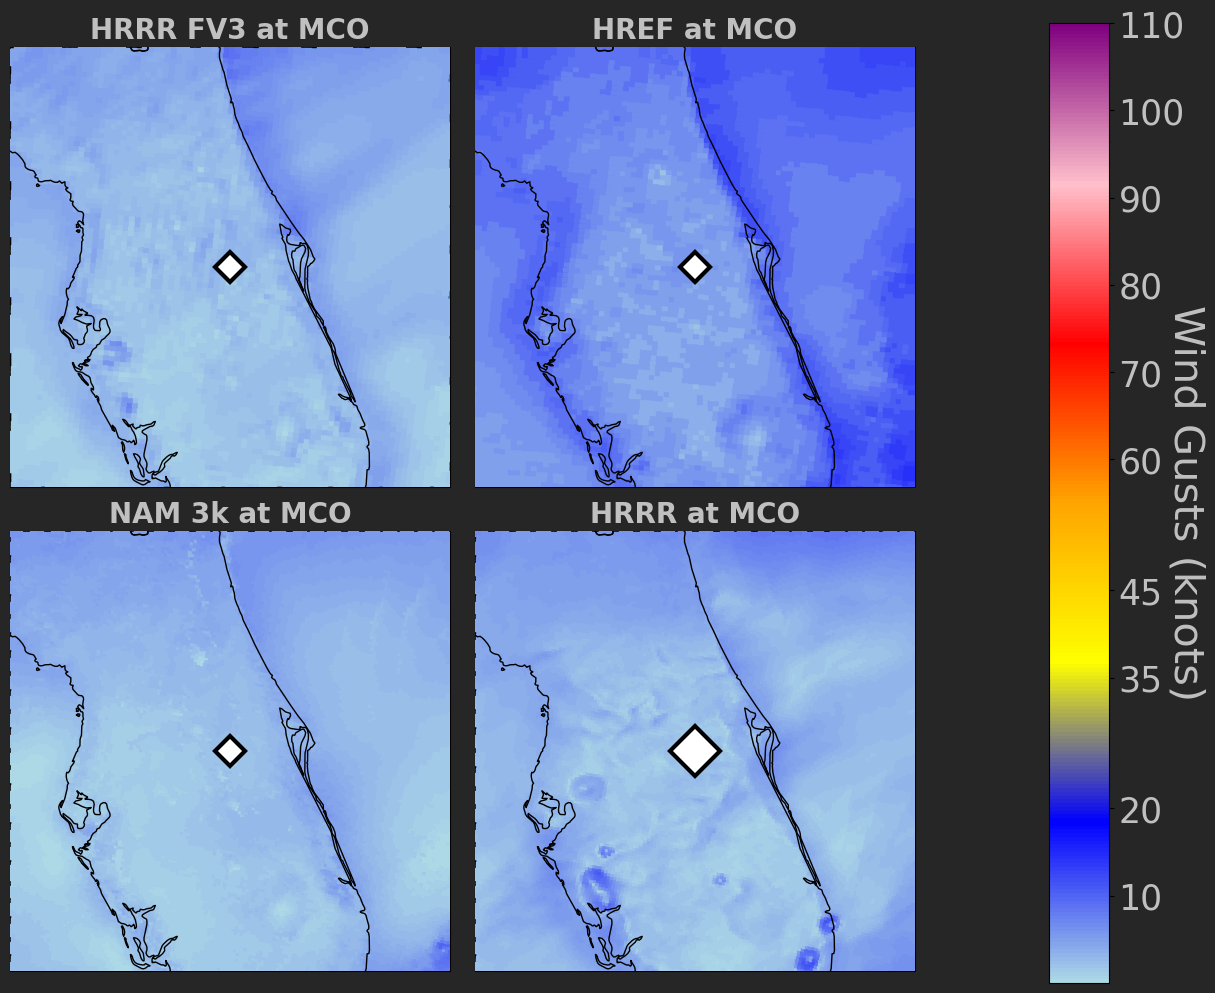 HRRR FV3 at MCO
HREF at MCO
NAM 3k at MCO
HRRR at MCO
110
100
90
80
70
60
45
35
20
10
Wind Gusts (knots)